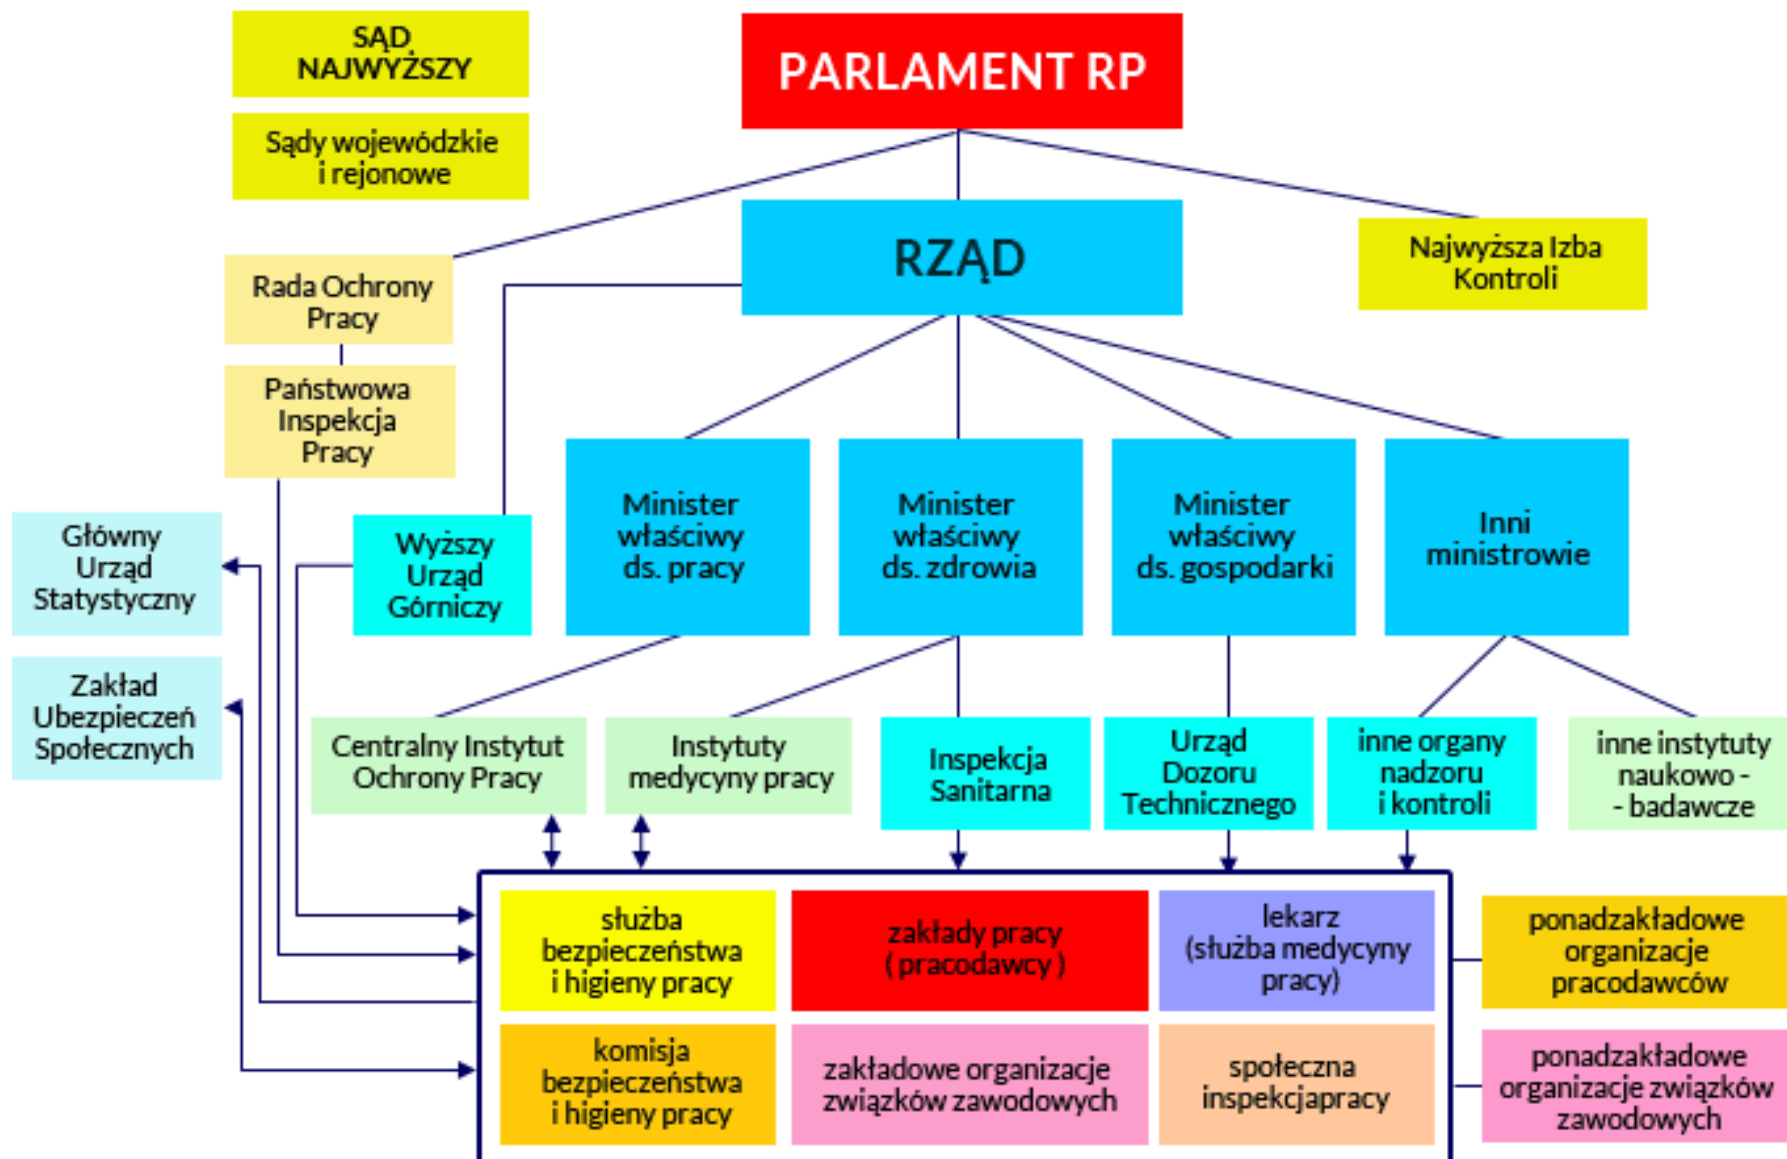 SĄD
NAJWYŻSZY
PARLAMENT RP
Sądy wojewódzkie
i rejonowe
RZĄD
Najwyższa Izba
Kontroli
Rada Ochrony
Pracy
Państwowa
Inspekcja
Pracy
Główny
Urząd
Statystyczny
Wyższy
Urząd
Górniczy
Minister
właściwy
ds. pracy
Minister
właściwy
ds. zdrowia
Minister
właściwy
ds. gospodarki
Inni
ministrowie
Zakład
Ubezpieczeń
Społecznych
Centralny Instytut
Ochrony Pracy
Instytuty
medycyny pracy
Inspekcja
Sanitarna
Urząd
Dozoru
Technicznego
inne organy
nadzoru
i kontroli
inne instytuty
naukowo -
- badawcze
służba
bezpieczeństwa
i higieny pracy
zakłady pracy
( pracodawcy )
lekarz
(służba medycyny
pracy)
ponadzakładowe
organizacje
pracodawców
komisja
bezpieczeństwa
i higieny pracy
zakładowe organizacje
związków zawodowych
społeczna
inspekcjapracy
ponadzakładowe
organizacje związków
zawodowych